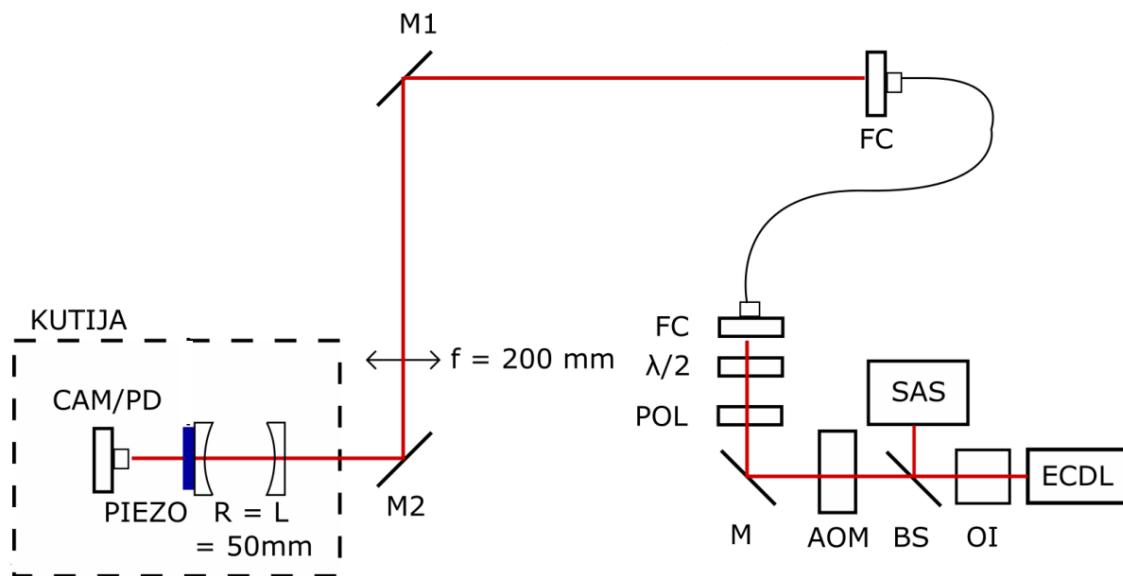 M1
FC
KUTIJA
f = 200 mm
FC
λ/2
SAS
CAM/PD
POL
ECDL
PIEZO R = L
= 50mm
M2
M
AOM
BS
OI